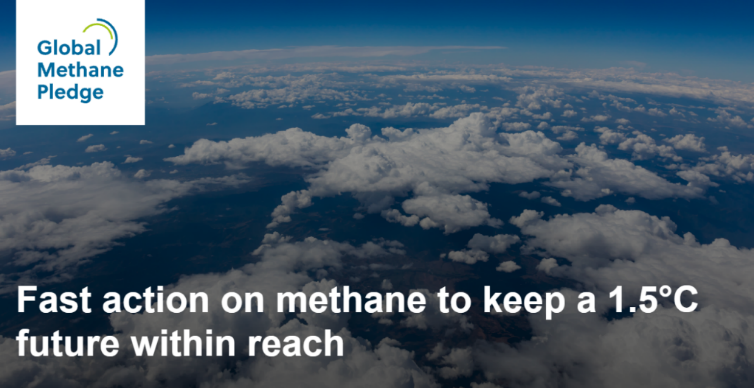 Global
Methane
Pledge
Fast action on methane to keep a 1.5°C
future within reach